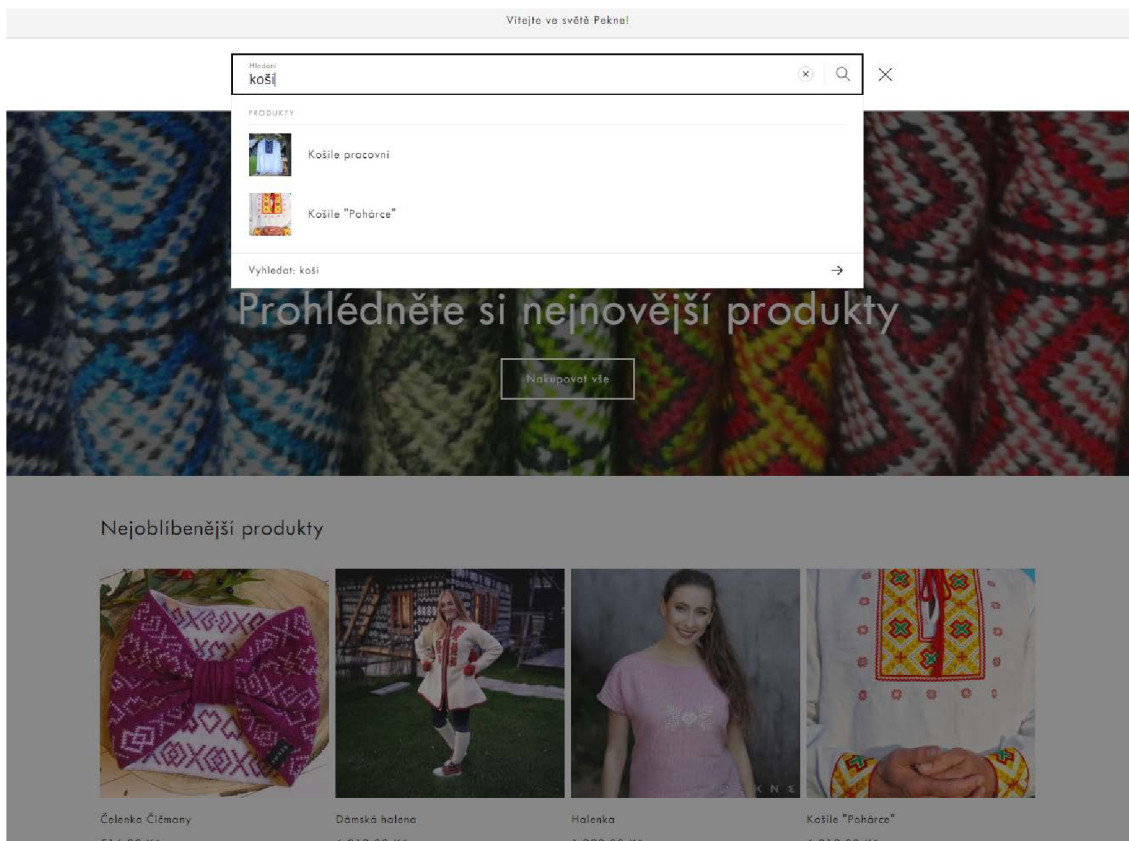 Vítejte ve světě Pekne!
Hledání
koši
PRODUKTY
Košile pracovní
Košile "Pohárce"
Vyhledat: koši
Prohlédněte si nejnovější produkty
Nakupovat vše
Nejoblíbenější produkty
PEKNE
Čelenka Čičmany
Dámská halena
Halenka
Košile "Pohárce"